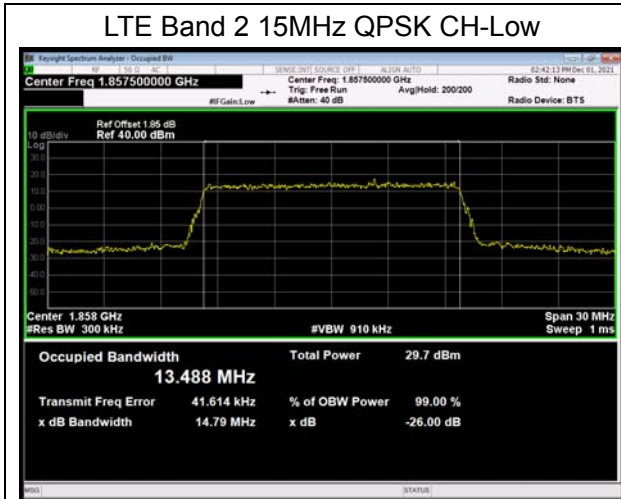 LTE Band 2 15MHz QPSK CH-Low
Keysight Spectrum Analyzer - Occupied BW
RF 50 Ω AC SENSE:INT SOURCE OFF ALIGN AUTO 02:42:13 PM Dec 01, 2021
Center Freq 1.857500000 GHz Center Freq: 1.857500000 GHz Radio Std: None
Trig: Free Run Avg|Hold: 200/200
#IFGain:Low #Atten: 40 dB Radio Device: BTS
Ref Offset 1.85 dB
10 dB/div Ref 40.00 dBm
Log
30.0
20.0
10.0
0.00
-10.0
-20.0
-30.0
-40.0
-50.0
Center 1.858 GHz Span 30 MHz
#Res BW 300 kHz #VBW 910 kHz Sweep 1 ms
Occupied Bandwidth Total Power 29.7 dBm
13.488 MHz
Transmit Freq Error 41.614 kHz % of OBW Power 99.00 %
x dB Bandwidth 14.79 MHz x dB -26.00 dB
MSG STATUS